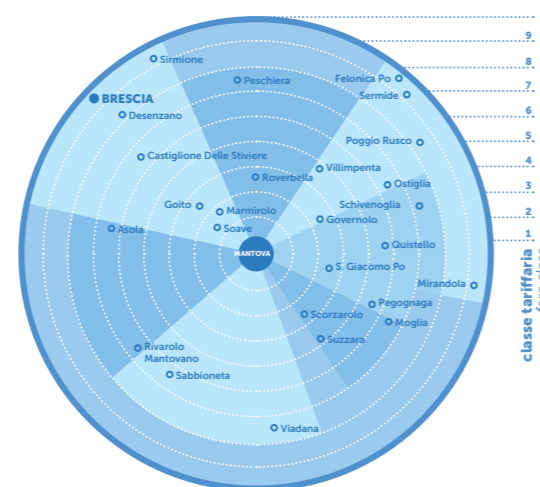 9
Sirmione
8
Felonica Po
Peschiera
7
Sermide
BRESCIA
Desenzano
6
5
Poggio Rusco
Castiglione Delle Stiviere
4
Villimpenta
Roverbella
Ostiglia
3
Goito
Marmirolo
Schivenoglia
2
Governolo
Soave
Asola
1
Quistello
MANTOVA
S. Giacomo Po
Mirandola
classe tariffaria
Pegognaga
Scorzarolo
Moglia
Suzzara
Rivarolo
Mantovano
Sabbioneta
Viadana